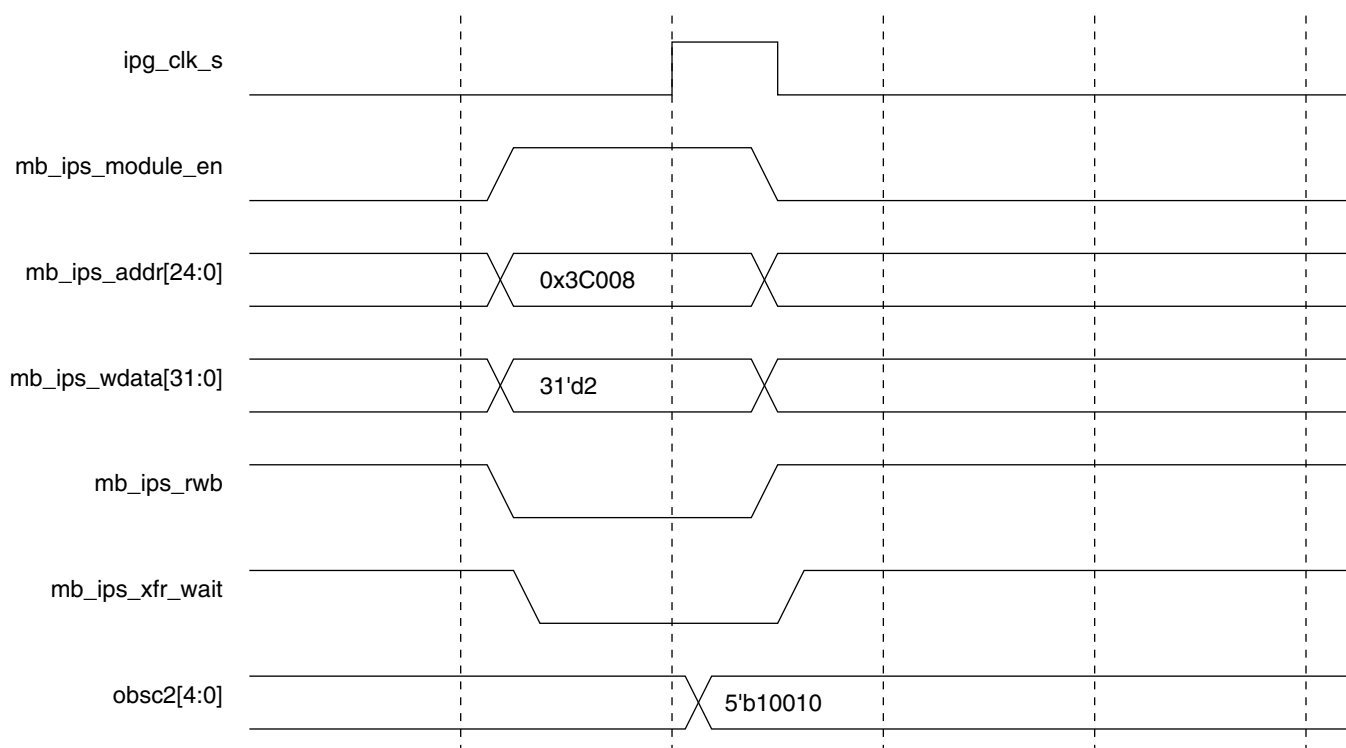 ipg_clk_s
mb_ips_module_en
mb_ips_addr[24:0]
0x3C008
mb_ips_wdata[31:0]
31'd2
mb_ips_rwb
mb_ips_xfr_wait
obsc2[4:0]
5'b10010